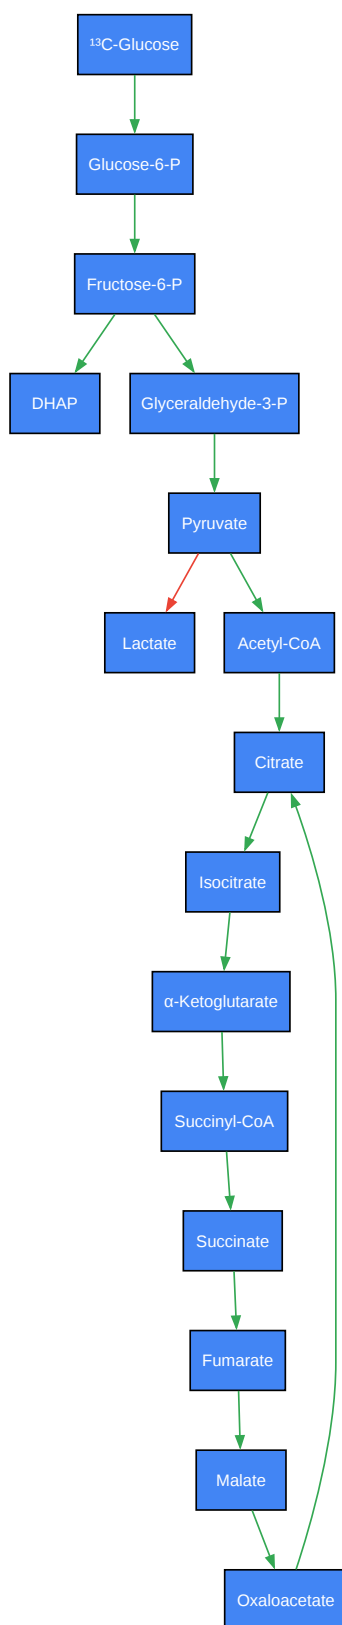 ¹³C-Glucose
Glucose-6-P
Fructose-6-P
DHAP
Glyceraldehyde-3-P
Pyruvate
Lactate
Acetyl-CoA
Citrate
Isocitrate
α-Ketoglutarate
Succinyl-CoA
Succinate
Fumarate
Malate
Oxaloacetate